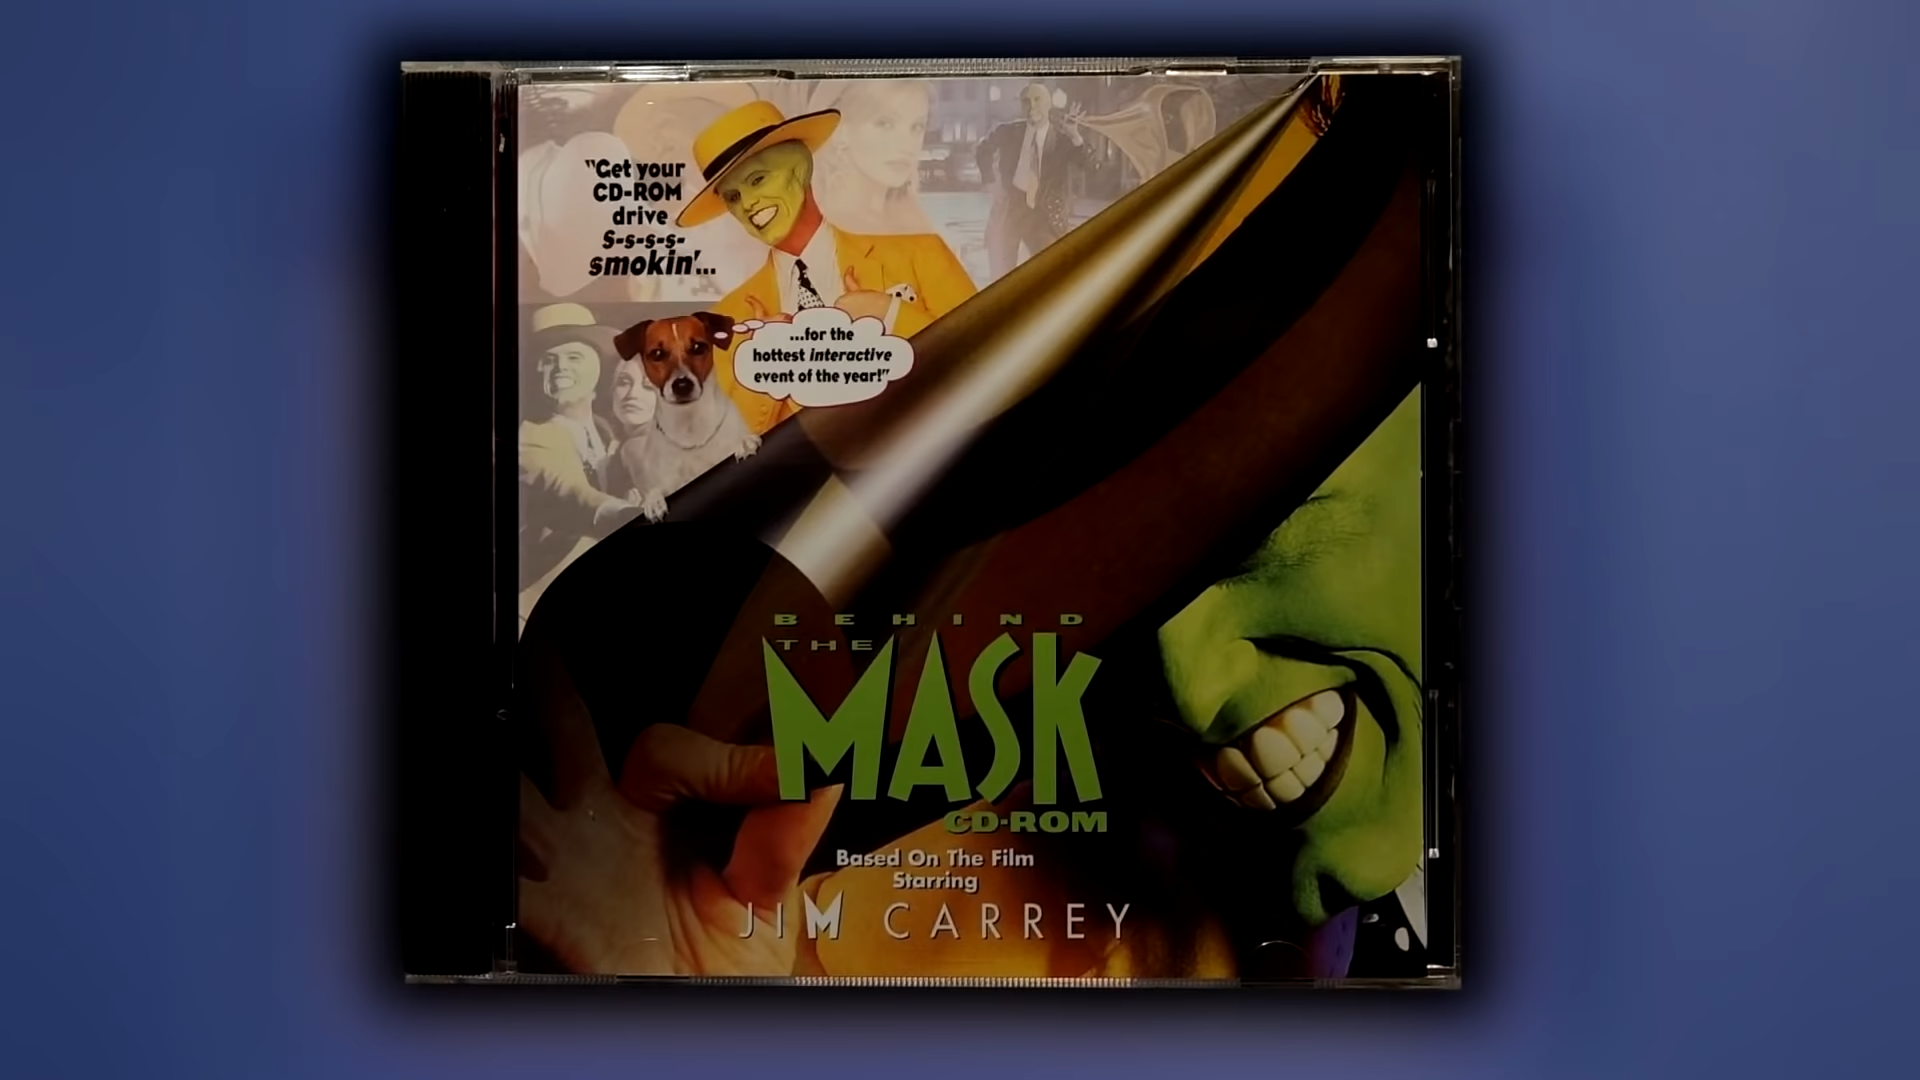 "Get your
CD-ROM
drive
S-s-s-s-
smokin'...
...for the
hottest interactive
event of the year!"
BEHIND
THE
MASK
CD-ROM
Based On The Film
Starring
JIM CARREY